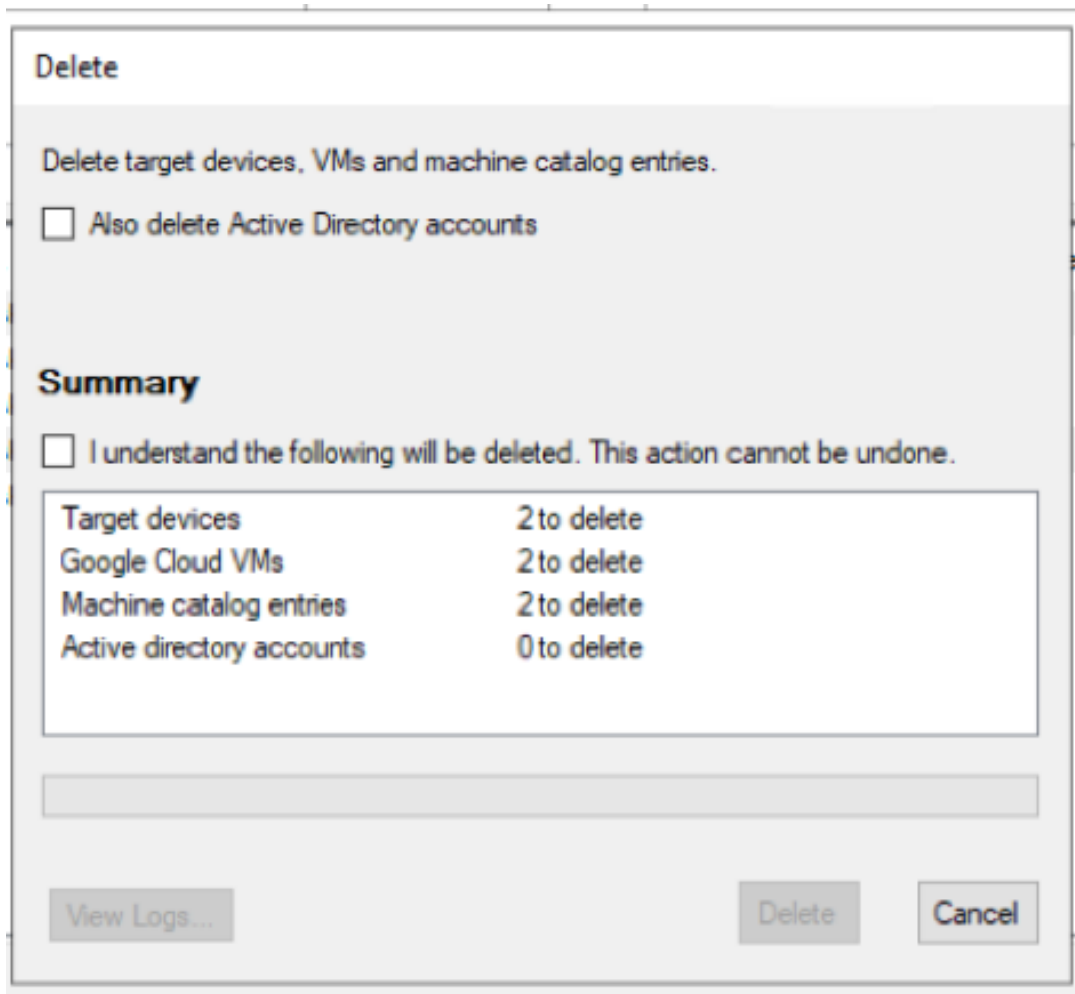 Delete
Delete target devices, VMs and machine catalog entries.
Also delete Active Directory accounts
Summary
I understand the following will be deleted. This action cannot be undone.
Target devices 2 to delete
Google Cloud VMs 2 to delete
Machine catalog entries 2 to delete
Active directory accounts 0 to delete
View Logs... Delete Cancel